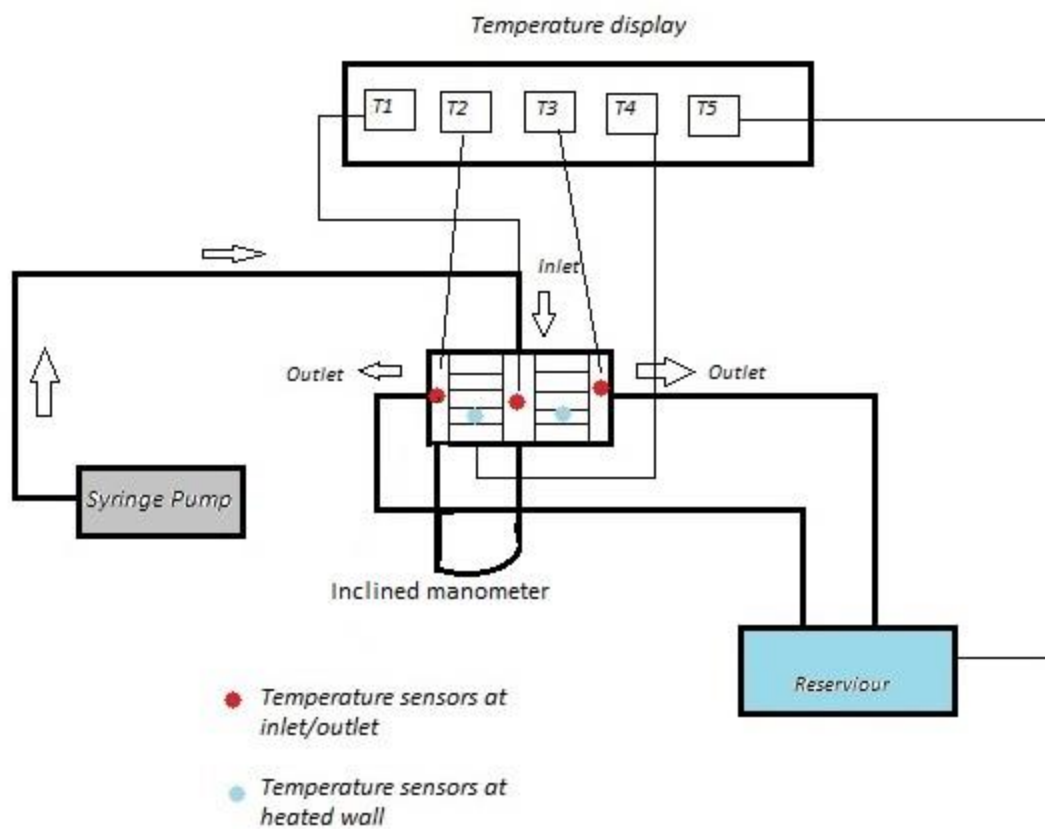 Temperature display
T1 T2 T3 T4 T5
Inlet
Outlet
Outlet
Syringe Pump
Inclined manometer
Reserviour
Temperature sensors at
inlet/outlet
Temperature sensors at
heated wall